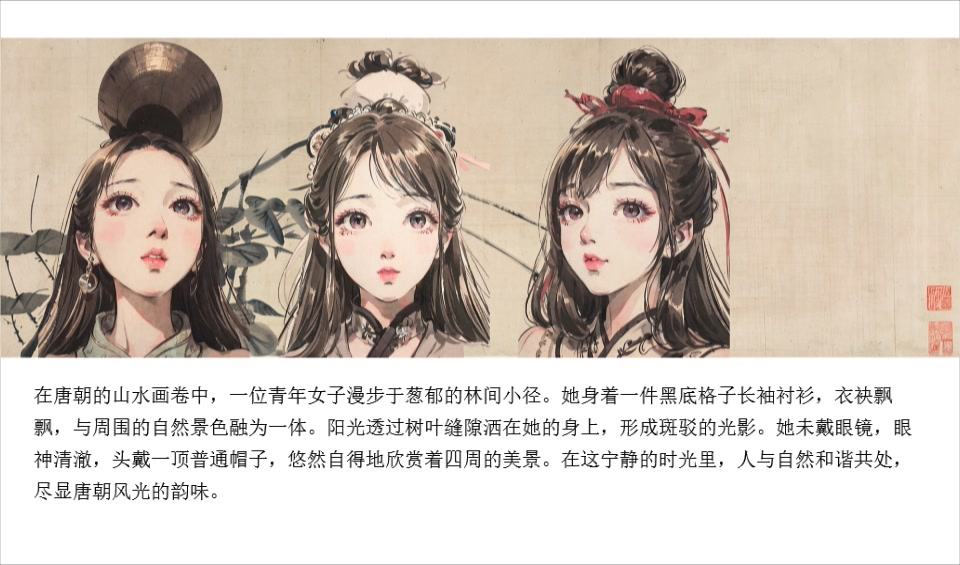 在唐朝的山水画卷中，一位青年女子漫步于葱郁的林间小径。她身着一件黑底格子长袖衬衫，衣袂飘
飘，与周围的自然景色融为一体。阳光透过树叶缝隙洒在她的身上，形成斑驳的光影。她未戴眼镜，眼
神清澈，头戴一顶普通帽子，悠然自得地欣赏着四周的美景。在这宁静的时光里，人与自然和谐共处，
尽显唐朝风光的韵味。